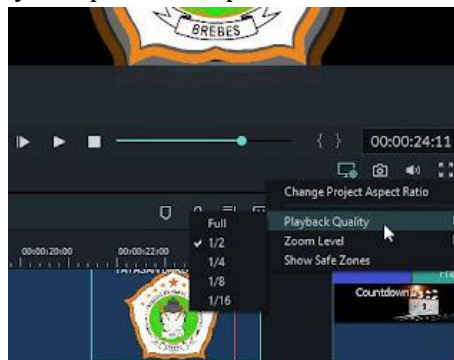 BREBES
{ } 00:00:24:11
Change Project Aspect Ratio
Playback Quality
Zoom Level
Show Safe Zones
Full
✓ 1/2
1/4
1/8
1/16
00:00:20:00 00:00:22:00
Countdown